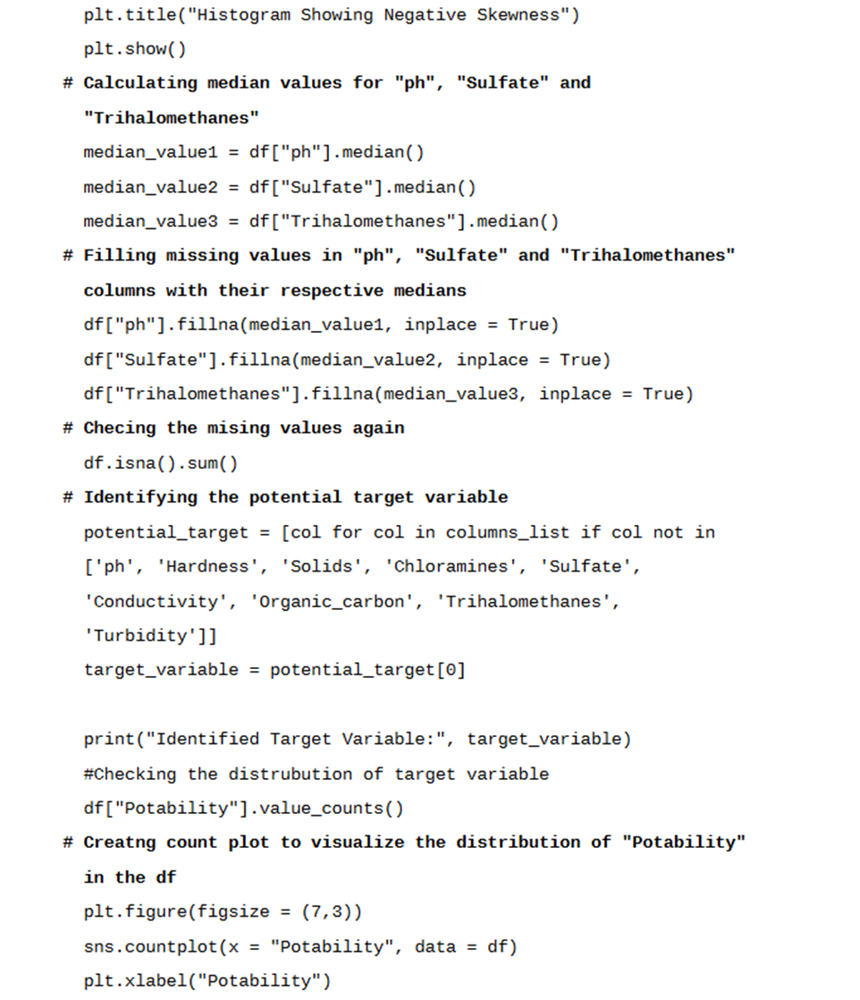 plt.title("Histogram Showing Negative Skewness")
plt.show()
# Calculating median values for "ph", "Sulfate" and
"Trihalomethanes"
median_value1 = df["ph"].median()
median_value2 = df["Sulfate"].median()
median_value3 = df["Trihalomethanes"].median()
# Filling missing values in "ph", "Sulfate" and "Trihalomethanes"
columns with their respective medians
df["ph"].fillna(median_value1, inplace = True)
df["Sulfate"].fillna(median_value2, inplace = True)
df["Trihalomethanes"].fillna(median_value3, inplace = True)
# Checing the mising values again
df.isna().sum()
# Identifying the potential target variable
potential_target = [col for col in columns_list if col not in
['ph', 'Hardness', 'Solids', 'Chloramines', 'Sulfate',
'Conductivity', 'Organic_carbon', 'Trihalomethanes',
'Turbidity']]
target_variable = potential_target[0]
print("Identified Target Variable:", target_variable)
#Checking the distrubution of target variable
df["Potability"].value_counts()
# Creatng count plot to visualize the distribution of "Potability"
in the df
plt.figure(figsize = (7,3))
sns.countplot(x = "Potability", data = df)
plt.xlabel("Potability")